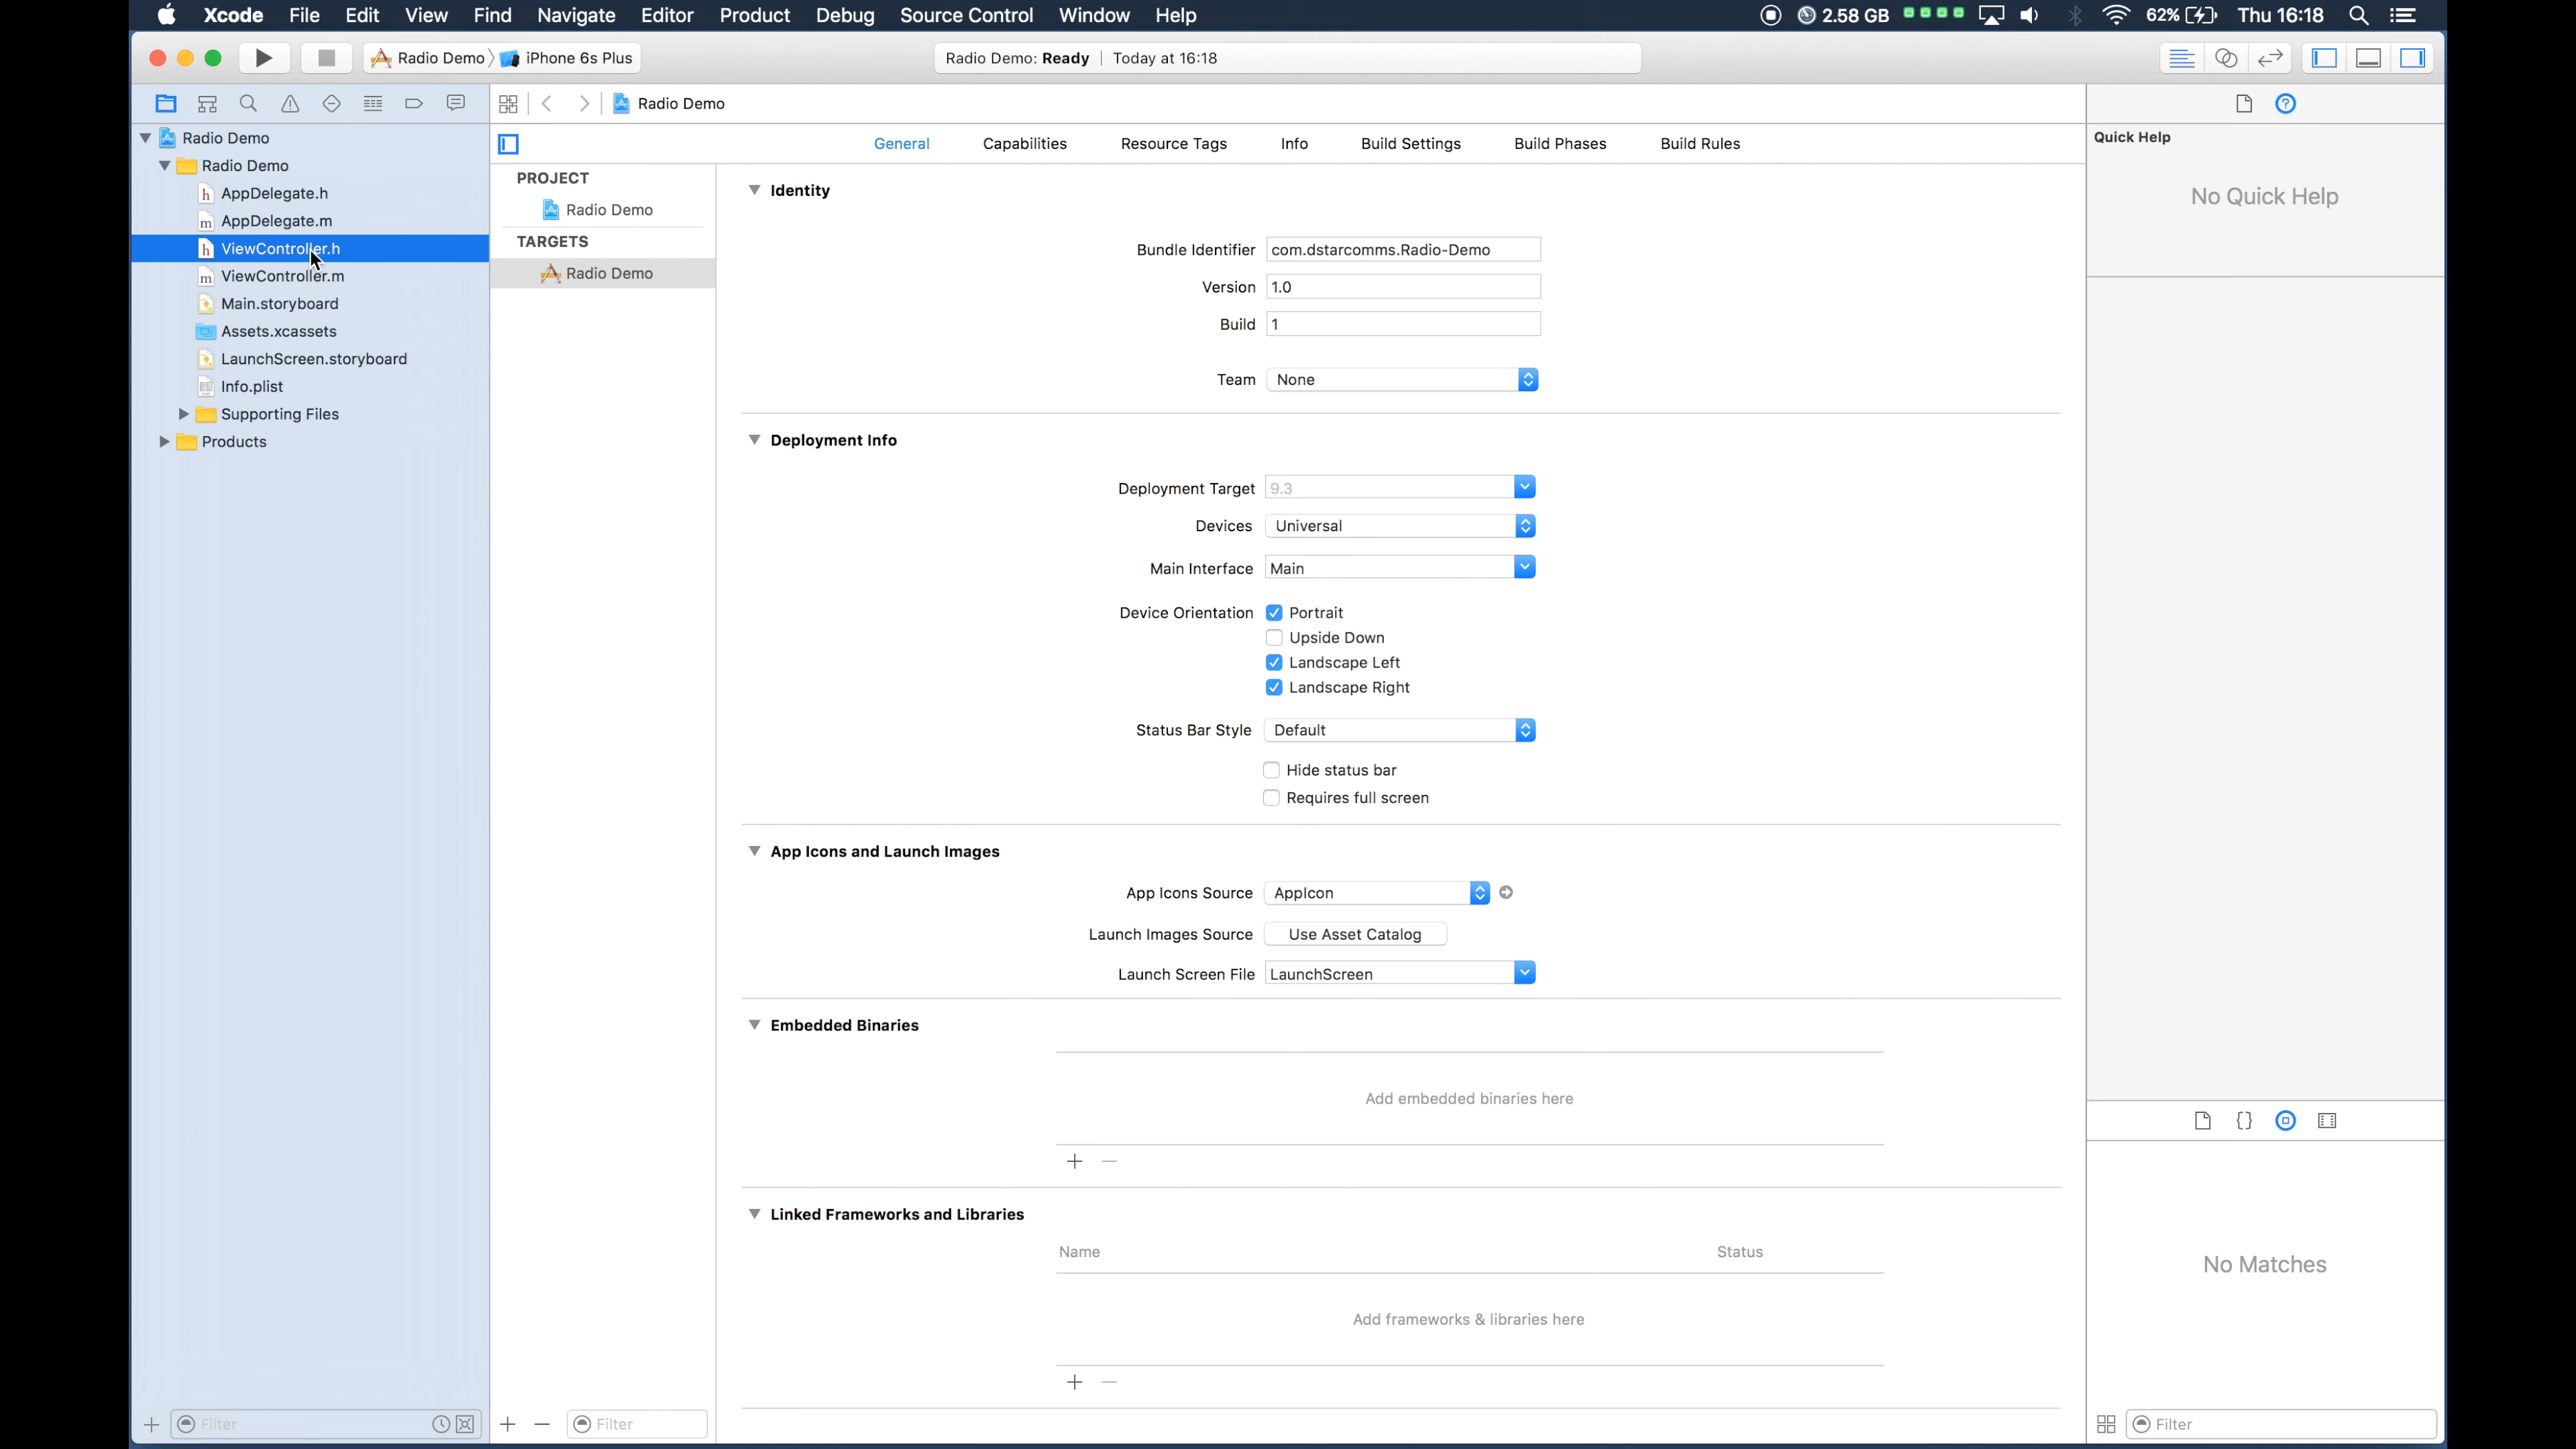 Xcode File Edit View Find Navigate Editor Product Debug Source Control Window Help 2.58 GB 62% Thu 16:18
Radio Demo iPhone 6s Plus Radio Demo: Ready Today at 16:18
Radio Demo
General Capabilities Resource Tags Info Build Settings Build Phases Build Rules
Radio Demo
Radio Demo
h AppDelegate.h
m AppDelegate.m
h ViewController.h
m ViewController.m
Main.storyboard
Assets.xcassets
LaunchScreen.storyboard
Info.plist
Supporting Files
Products
Filter
PROJECT
Radio Demo
TARGETS
Radio Demo
Filter
Identity
Bundle Identifier com.dstarcomms.Radio-Demo
Version 1.0
Build 1
Team None
Deployment Info
Deployment Target 9.3
Devices Universal
Main Interface Main
Device Orientation Portrait
Upside Down
Landscape Left
Landscape Right
Status Bar Style Default
Hide status bar
Requires full screen
App Icons and Launch Images
App Icons Source AppIcon
Launch Images Source Use Asset Catalog
Launch Screen File LaunchScreen
Embedded Binaries
Add embedded binaries here
Linked Frameworks and Libraries
Name Status
Add frameworks & libraries here
Quick Help
No Quick Help
{}
No Matches
Filter